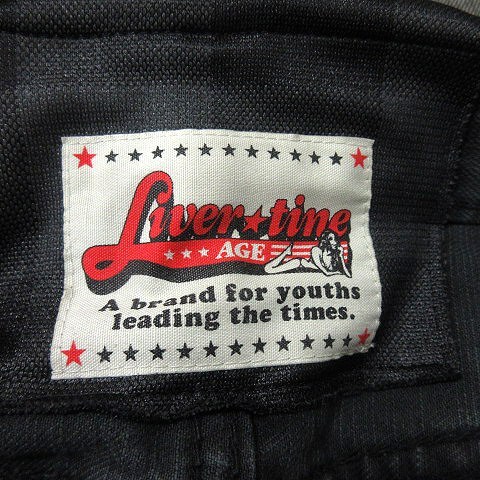 Liver★tine
★★★ AGE
A brand for youths
leading the times.